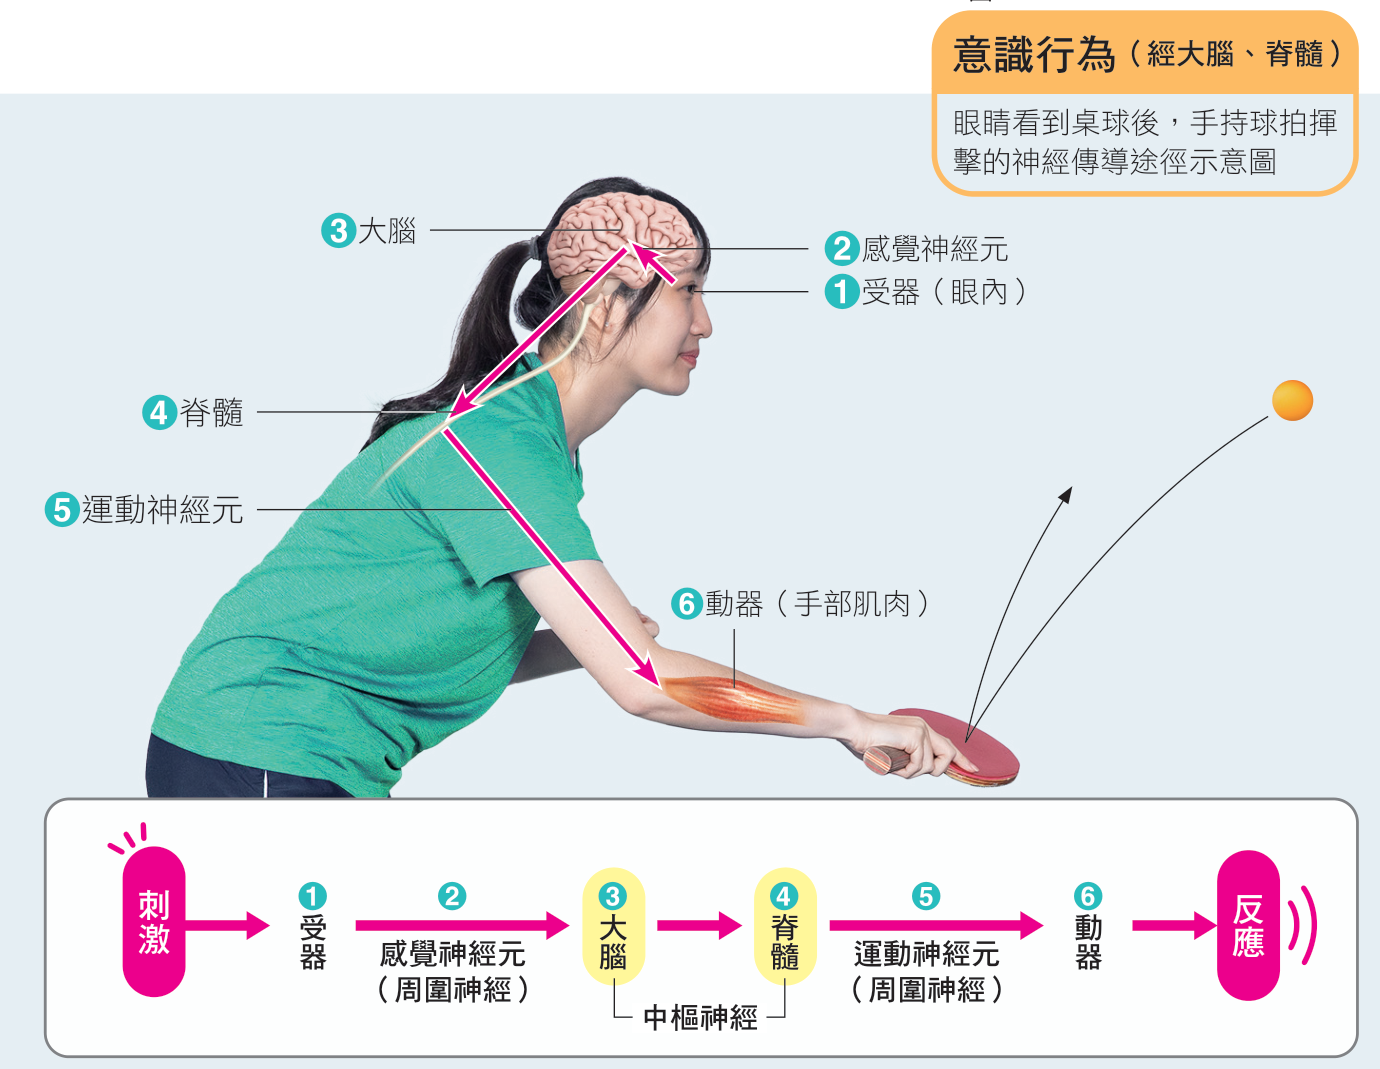 意識行為（經大腦、脊髓）
眼睛看到桌球後，手持球拍揮
擊的神經傳導途徑示意圖
3大腦
2感覺神經元
1受器（眼內）
4脊髓
5運動神經元
6動器（手部肌肉）
刺激
1受器
2
感覺神經元
（周圍神經）
3大腦
4脊髓
中樞神經
5
運動神經元
（周圍神經）
6動器
反應